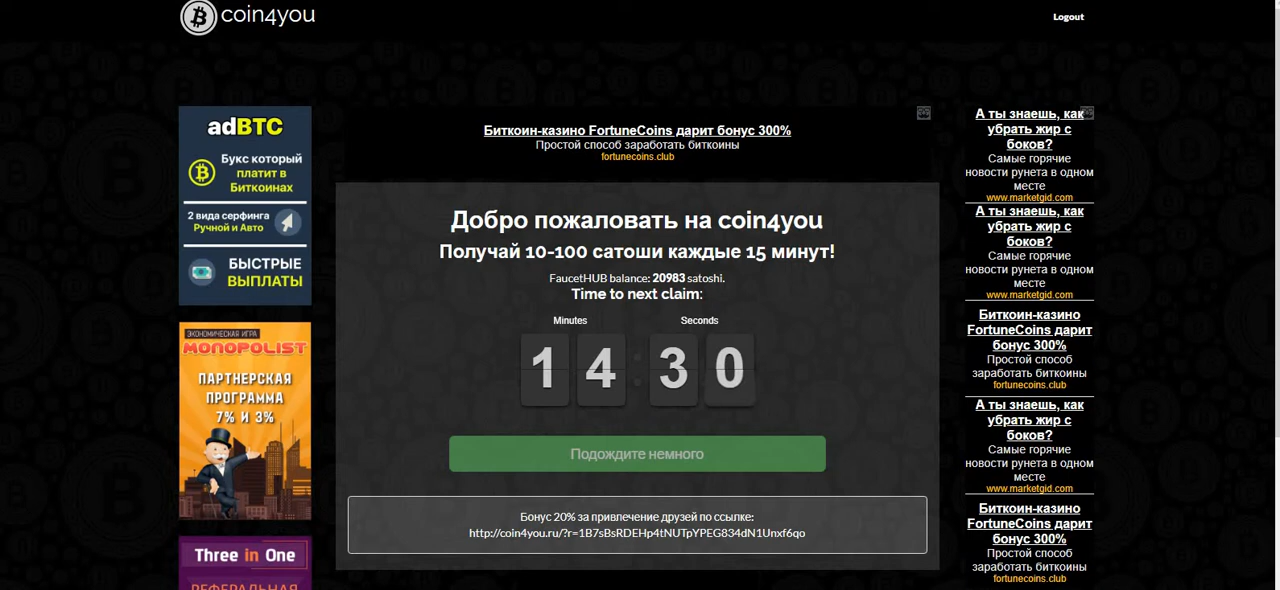 coin4you
Logout
adBTC
Букс который
платит в
Биткоинах
2 вида серфинга
Ручной и Авто
БЫСТРЫЕ
ВЫПЛАТЫ
ЭКОНОМИЧЕСКАЯ ИГРА
MONOPOLIST
ПАРТНЕРСКАЯ
ПРОГРАММА
7% И 3%
Three in One
РЕФЕРАЛЬНАЯ
Биткоин-казино FortuneCoins дарит бонус 300%
Простой способ заработать биткоины
fortunecoins.club
Добро пожаловать на coin4you
Получай 10-100 сатоши каждые 15 минут!
FaucetHUB balance: 20983 satoshi.
Time to next claim:
Minutes Seconds
14 30
Подождите немного
Бонус 20% за привлечение друзей по ссылке:
http://coin4you.ru/?r=1B7sBsRDEHp4tNUTpYPEG834dN1Unxf6qo
А ты знаешь, как
убрать жир с
боков?
Самые горячие
новости рунета в одном
месте
www.marketgid.com
А ты знаешь, как
убрать жир с
боков?
Самые горячие
новости рунета в одном
месте
www.marketgid.com
Биткоин-казино
FortuneCoins дарит
бонус 300%
Простой способ
заработать биткоины
fortunecoins.club
А ты знаешь, как
убрать жир с
боков?
Самые горячие
новости рунета в одном
месте
www.marketgid.com
Биткоин-казино
FortuneCoins дарит
бонус 300%
Простой способ
заработать биткоины
fortunecoins.club